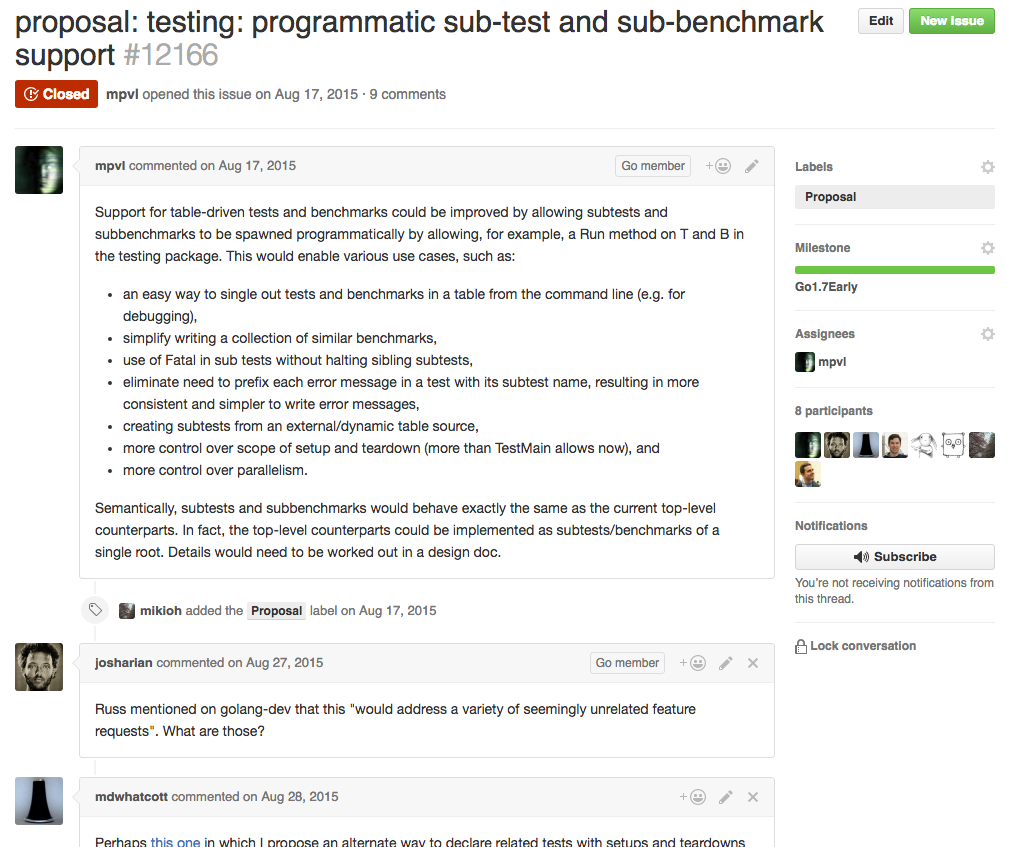 proposal: testing: programmatic sub-test and sub-benchmark
support #12166
Edit
New Issue
Closed
mpvl opened this issue on Aug 17, 2015 · 9 comments
mpvl commented on Aug 17, 2015
Go member
Support for table-driven tests and benchmarks could be improved by allowing subtests and
subbenchmarks to be spawned programmatically by allowing, for example, a Run method on T and B in
the testing package. This would enable various use cases, such as:
• an easy way to single out tests and benchmarks in a table from the command line (e.g. for
debugging),
• simplify writing a collection of similar benchmarks,
• use of Fatal in sub tests without halting sibling subtests,
• eliminate need to prefix each error message in a test with its subtest name, resulting in more
consistent and simpler to write error messages,
• creating subtests from an external/dynamic table source,
• more control over scope of setup and teardown (more than TestMain allows now), and
• more control over parallelism.
Semantically, subtests and subbenchmarks would behave exactly the same as the current top-level
counterparts. In fact, the top-level counterparts could be implemented as subtests/benchmarks of a
single root. Details would need to be worked out in a design doc.
mikioh added the Proposal label on Aug 17, 2015
josharian commented on Aug 27, 2015
Go member
Russ mentioned on golang-dev that this "would address a variety of seemingly unrelated feature
requests". What are those?
mdwhatcott commented on Aug 28, 2015
Perhaps this one in which I propose an alternate way to declare related tests with setups and teardowns
Labels
Proposal
Milestone
Go1.7Early
Assignees
mpvl
8 participants
Notifications
Subscribe
You're not receiving notifications from
this thread.
Lock conversation